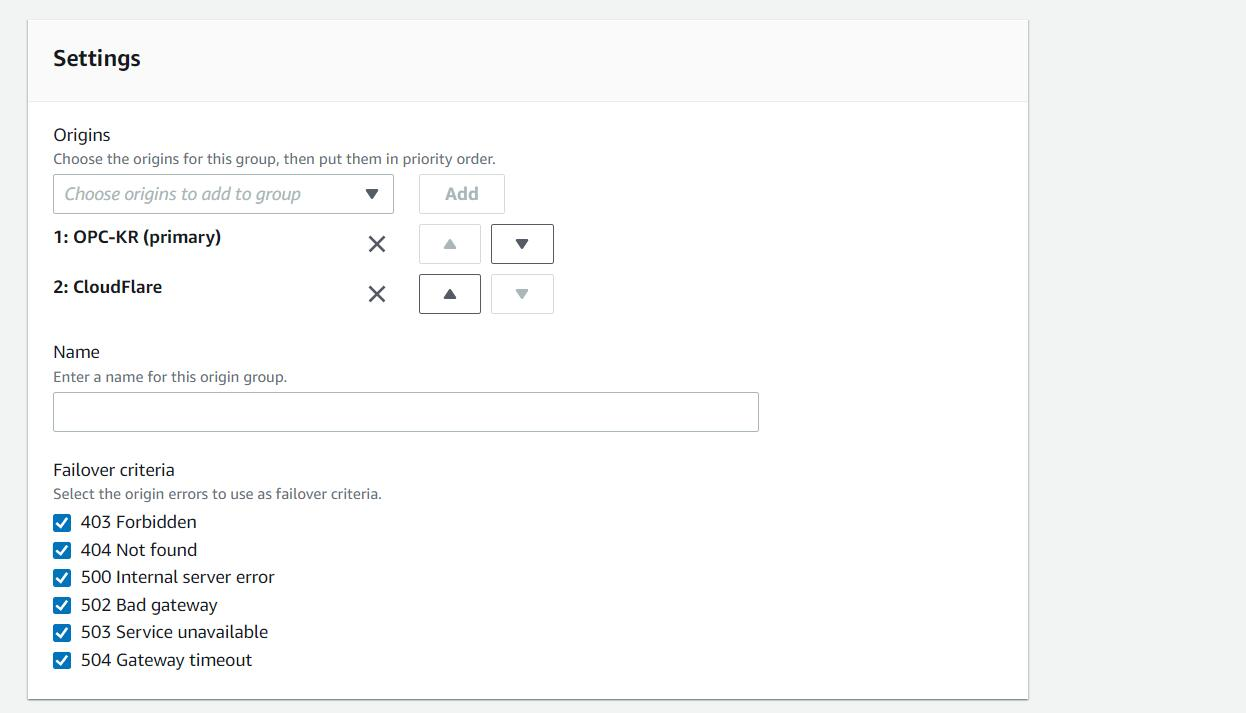 Settings
Origins
Choose the origins for this group, then put them in priority order.
Choose origins to add to group
Add
1: OPC-KR (primary)
2: CloudFlare
Name
Enter a name for this origin group.
Failover criteria
Select the origin errors to use as failover criteria.
403 Forbidden
404 Not found
500 Internal server error
502 Bad gateway
503 Service unavailable
504 Gateway timeout